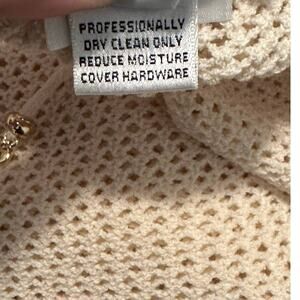 PROFESSIONALLY
DRY CLEAN ONLY
REDUCE MOISTURE
COVER HARDWARE